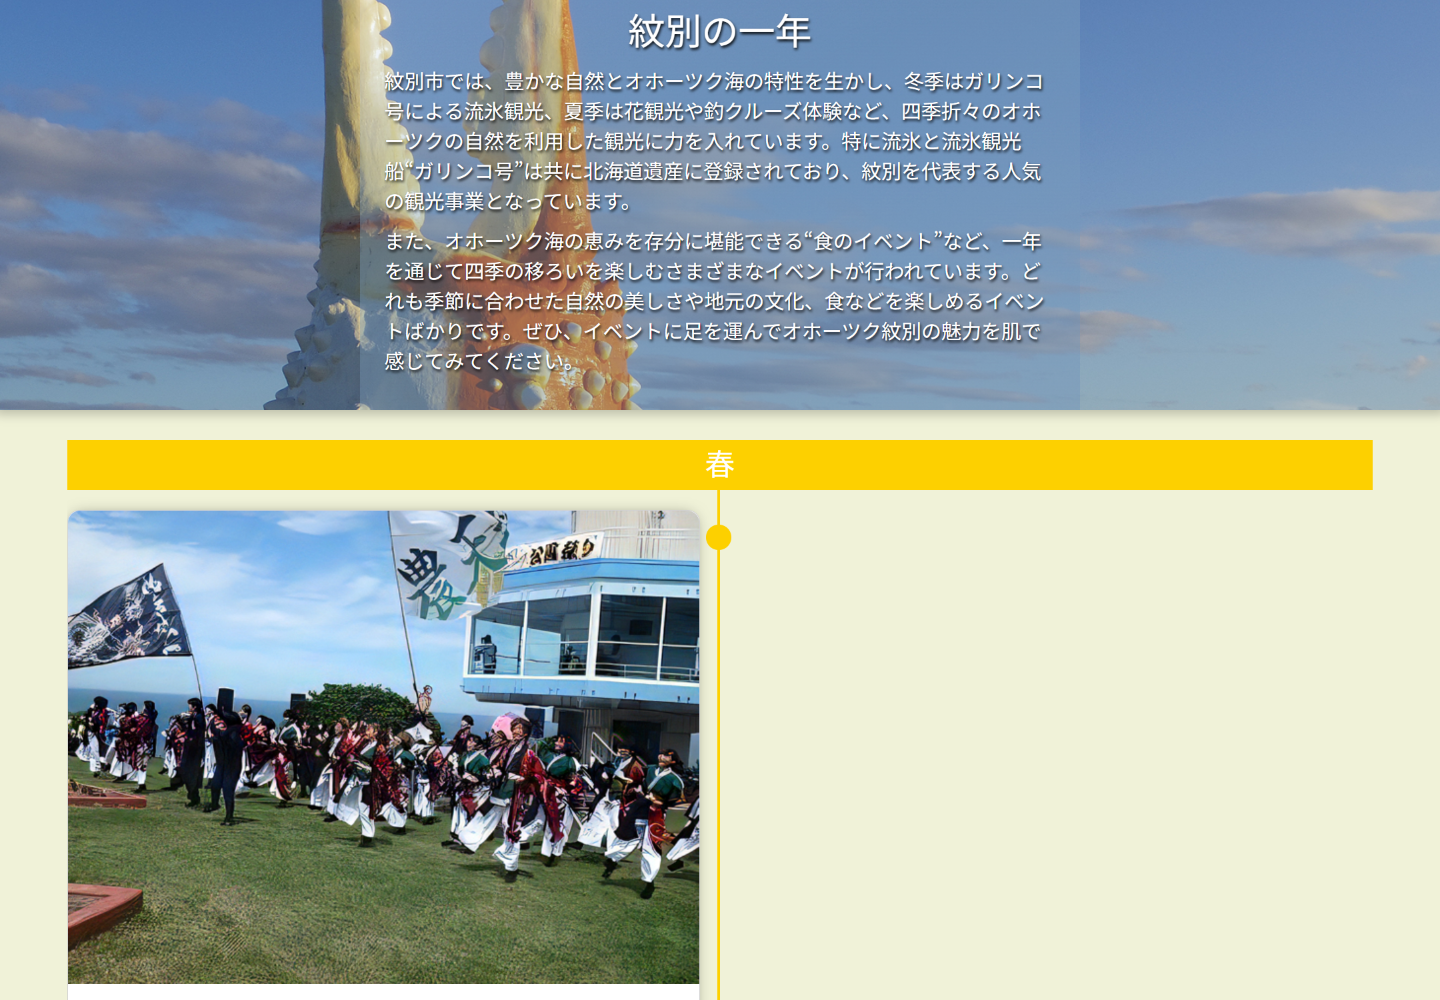 紋別の一年
紋別市では、豊かな自然とオホーツク海の特性を生かし、冬季はガリンコ
号による流氷観光、夏季は花観光や釣クルーズ体験など、四季折々のオホ
ーツクの自然を利用した観光に力を入れています。特に流氷と流氷観光
船“ガリンコ号”は共に北海道遺産に登録されており、紋別を代表する人気
の観光事業となっています。
また、オホーツク海の恵みを存分に堪能できる“食のイベント”など、一年
を通じて四季の移ろいを楽しむさまざまなイベントが行われています。ど
れも季節に合わせた自然の美しさや地元の文化、食などを楽しめるイベン
トばかりです。ぜひ、イベントに足を運んでオホーツク紋別の魅力を肌で
感じてみてください。
春